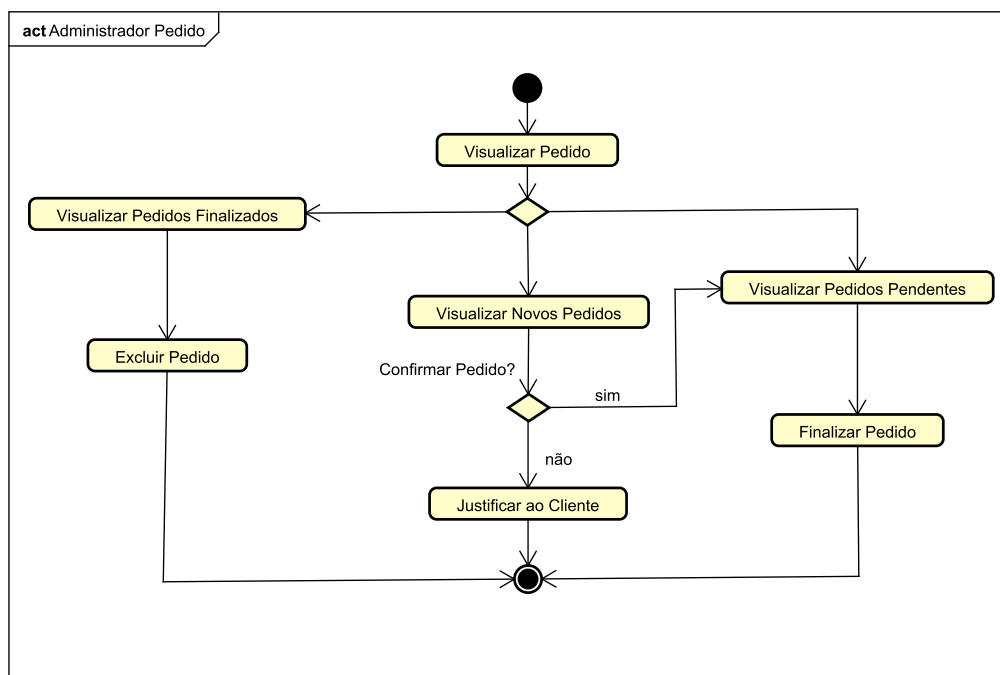 act Administrador Pedido
Visualizar Pedido
Visualizar Pedidos Finalizados
Visualizar Pedidos Pendentes
Visualizar Novos Pedidos
Excluir Pedido
Confirmar Pedido?
sim
Finalizar Pedido
não
Justificar ao Cliente